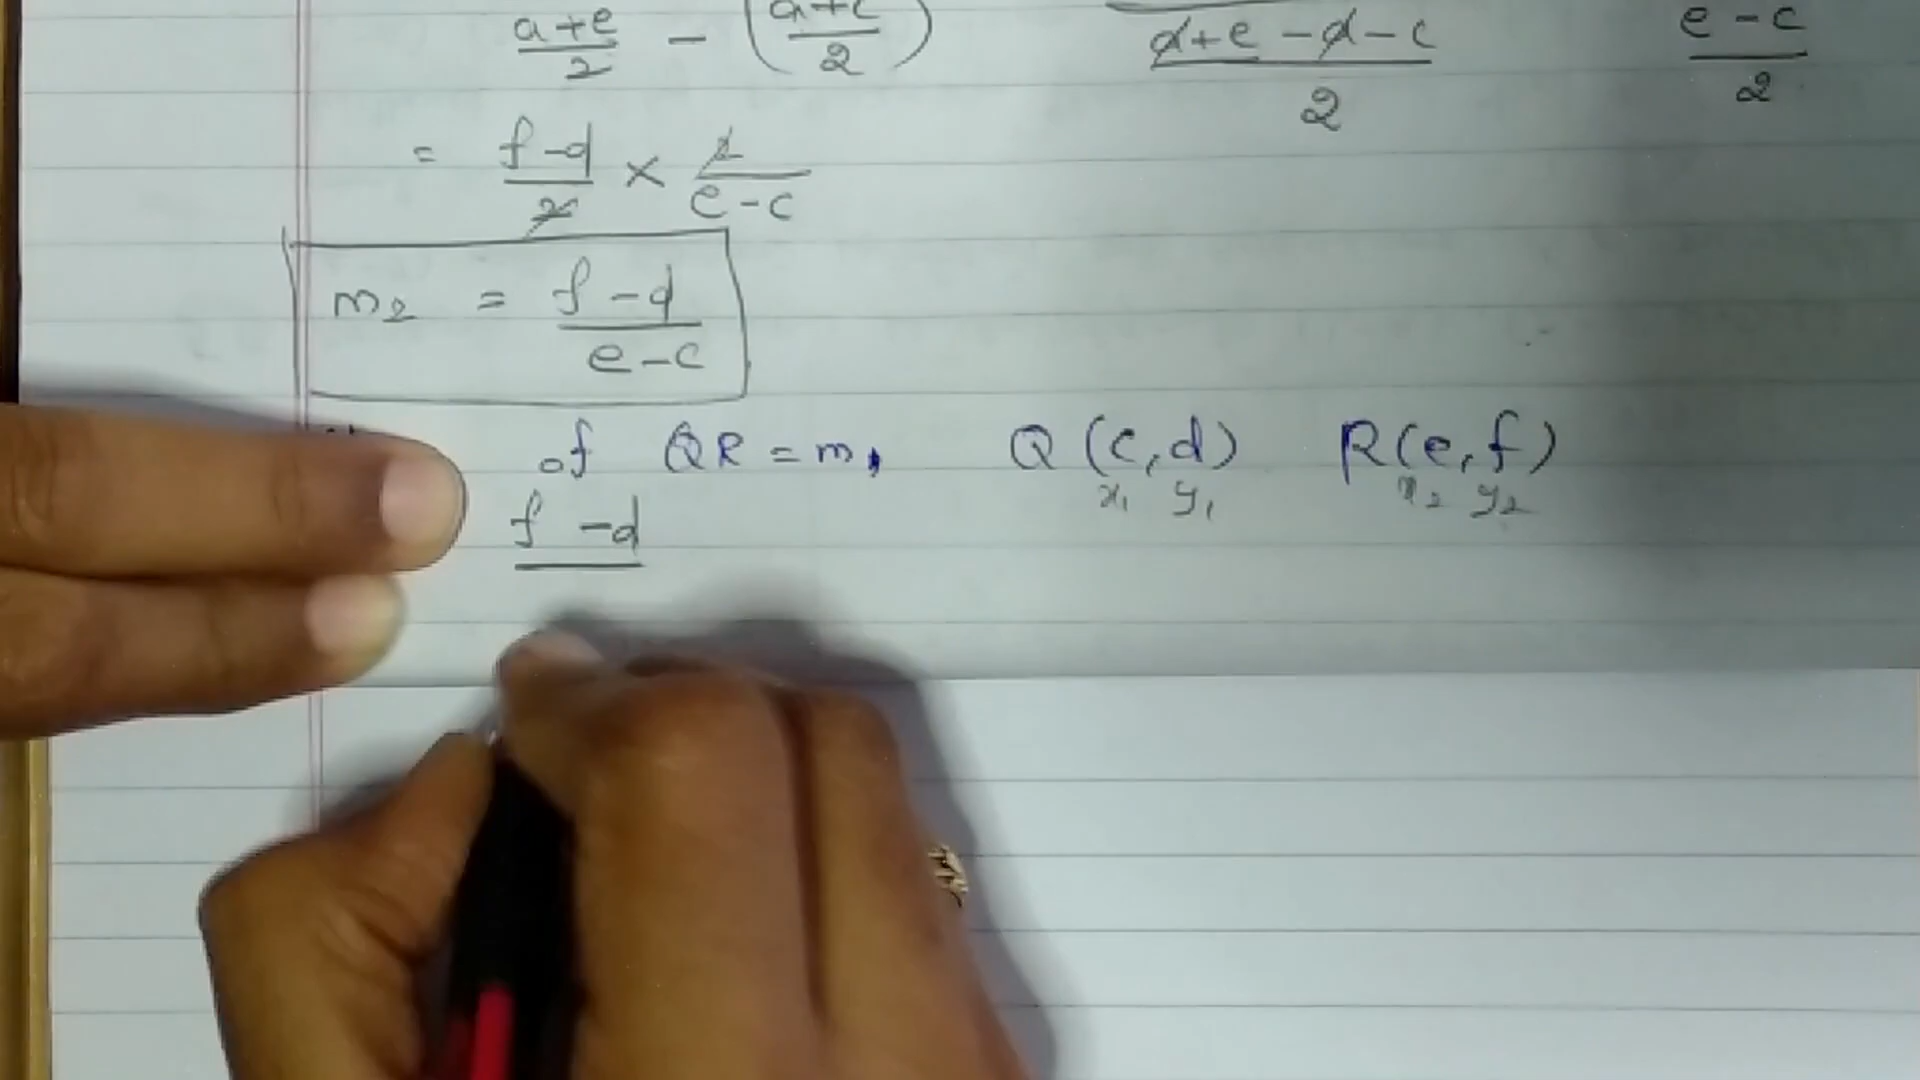 a+e/2 - (a+c/2) a+e-a-c/2 e-c/2
= f-d/2 × 2/e-c
m₂ = f-d/e-c
of QR = m₁ Q (c,d) R(e,f)
x₁ y₁ x₂ y₂
f-d